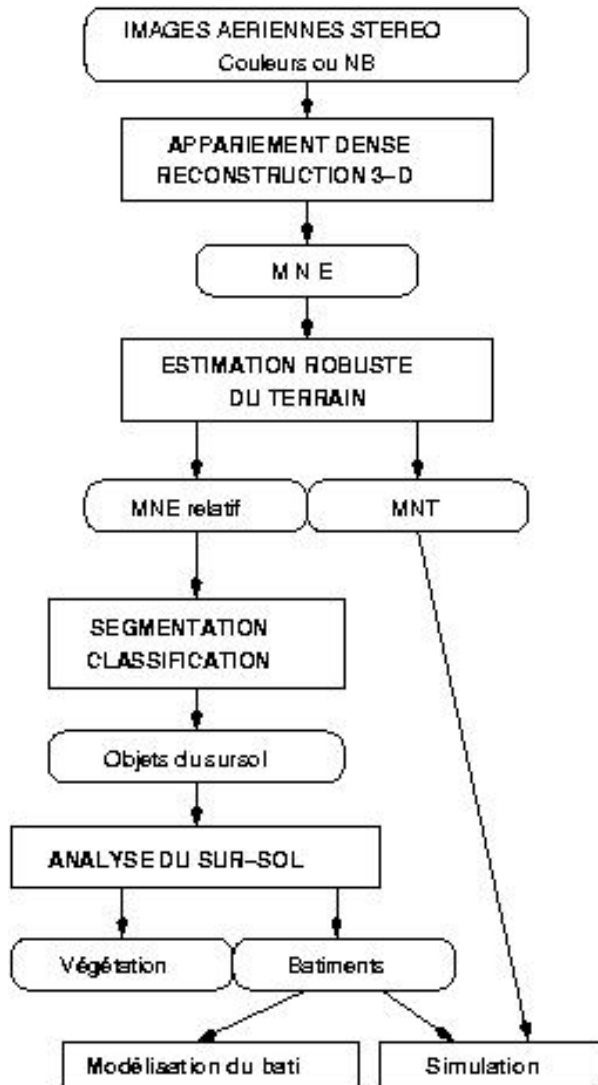 IMAGES AERIENNES STEREO
Couleurs ou NB
APPARIEMENT DENSE
RECONSTRUCTION 3-D
M N E
ESTIMATION ROBUSTE
DU TERRAIN
MNE relatif
MNT
SEGMENTATION
CLASSIFICATION
Objets du sursol
ANALYSE DU SUR-SOL
Végétation
Batiments
Modélisation du bati
Simulation